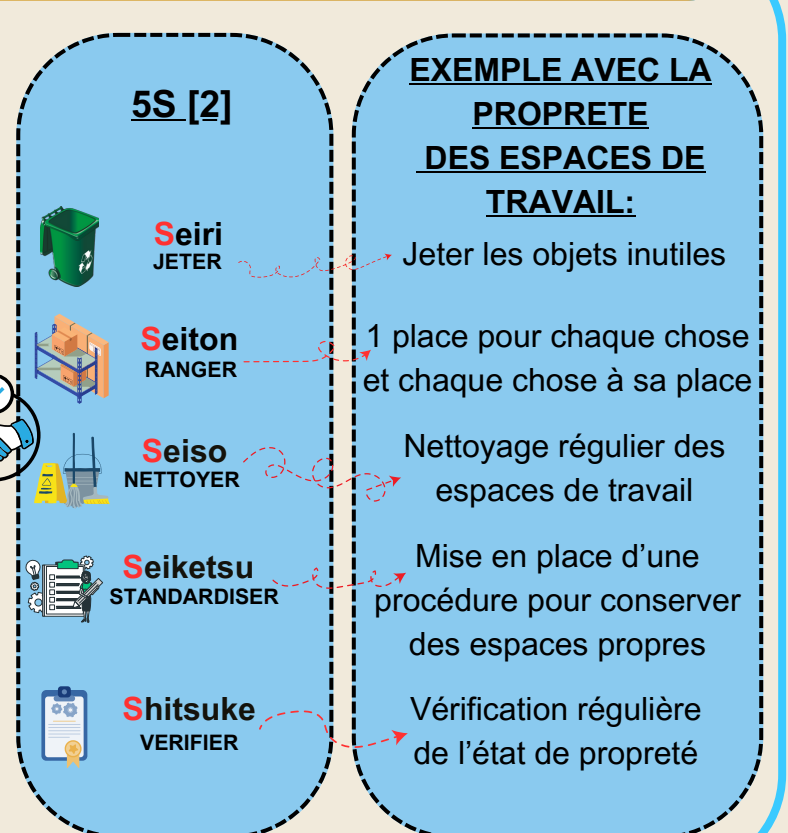 5S [2]
Seiri
JETER
Seiton
RANGER
Seiso
NETTOYER
Seiketsu
STANDARDISER
Shitsuke
VERIFIER
EXEMPLE AVEC LA
PROPRETE
DES ESPACES DE
TRAVAIL:
Jeter les objets inutiles
1 place pour chaque chose
et chaque chose à sa place
Nettoyage régulier des
espaces de travail
Mise en place d’une
procédure pour conserver
des espaces propres
Vérification régulière
de l’état de propreté